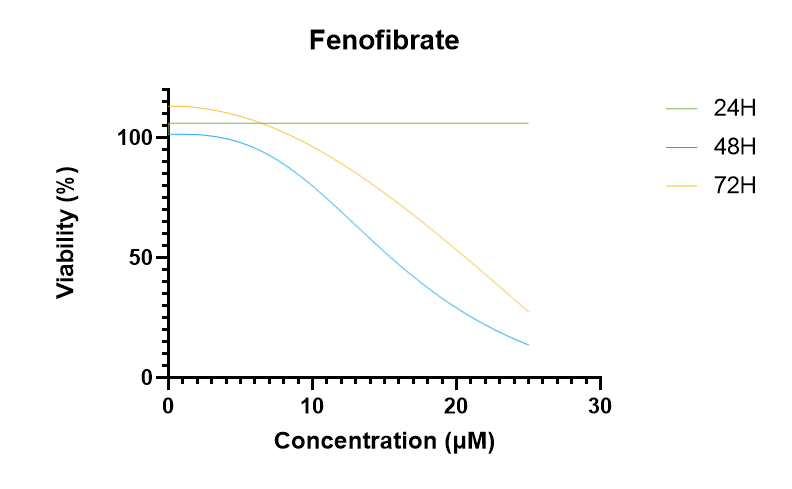 Fenofibrate
24H
48H
72H
Viability (%)
100
50
0
0 10 20 30
Concentration (μM)